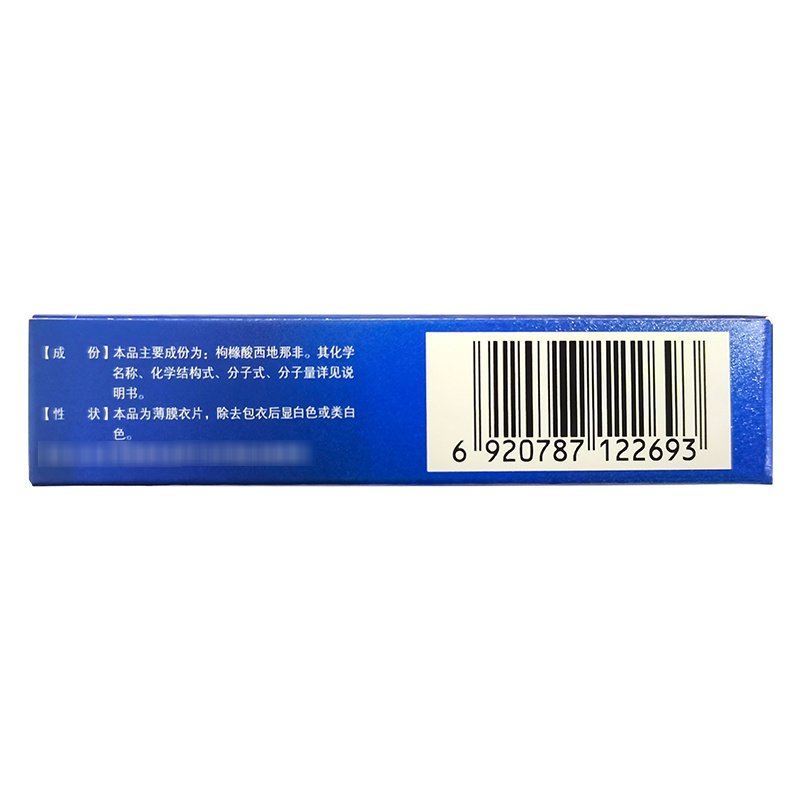 【成　份】本品主要成份为：枸橼酸西地那非。其化学
名称、化学结构式、分子式、分子量详见说
明书。
【性　状】本品为薄膜衣片，除去包衣后显白色或类白
色。
6 920787 122693